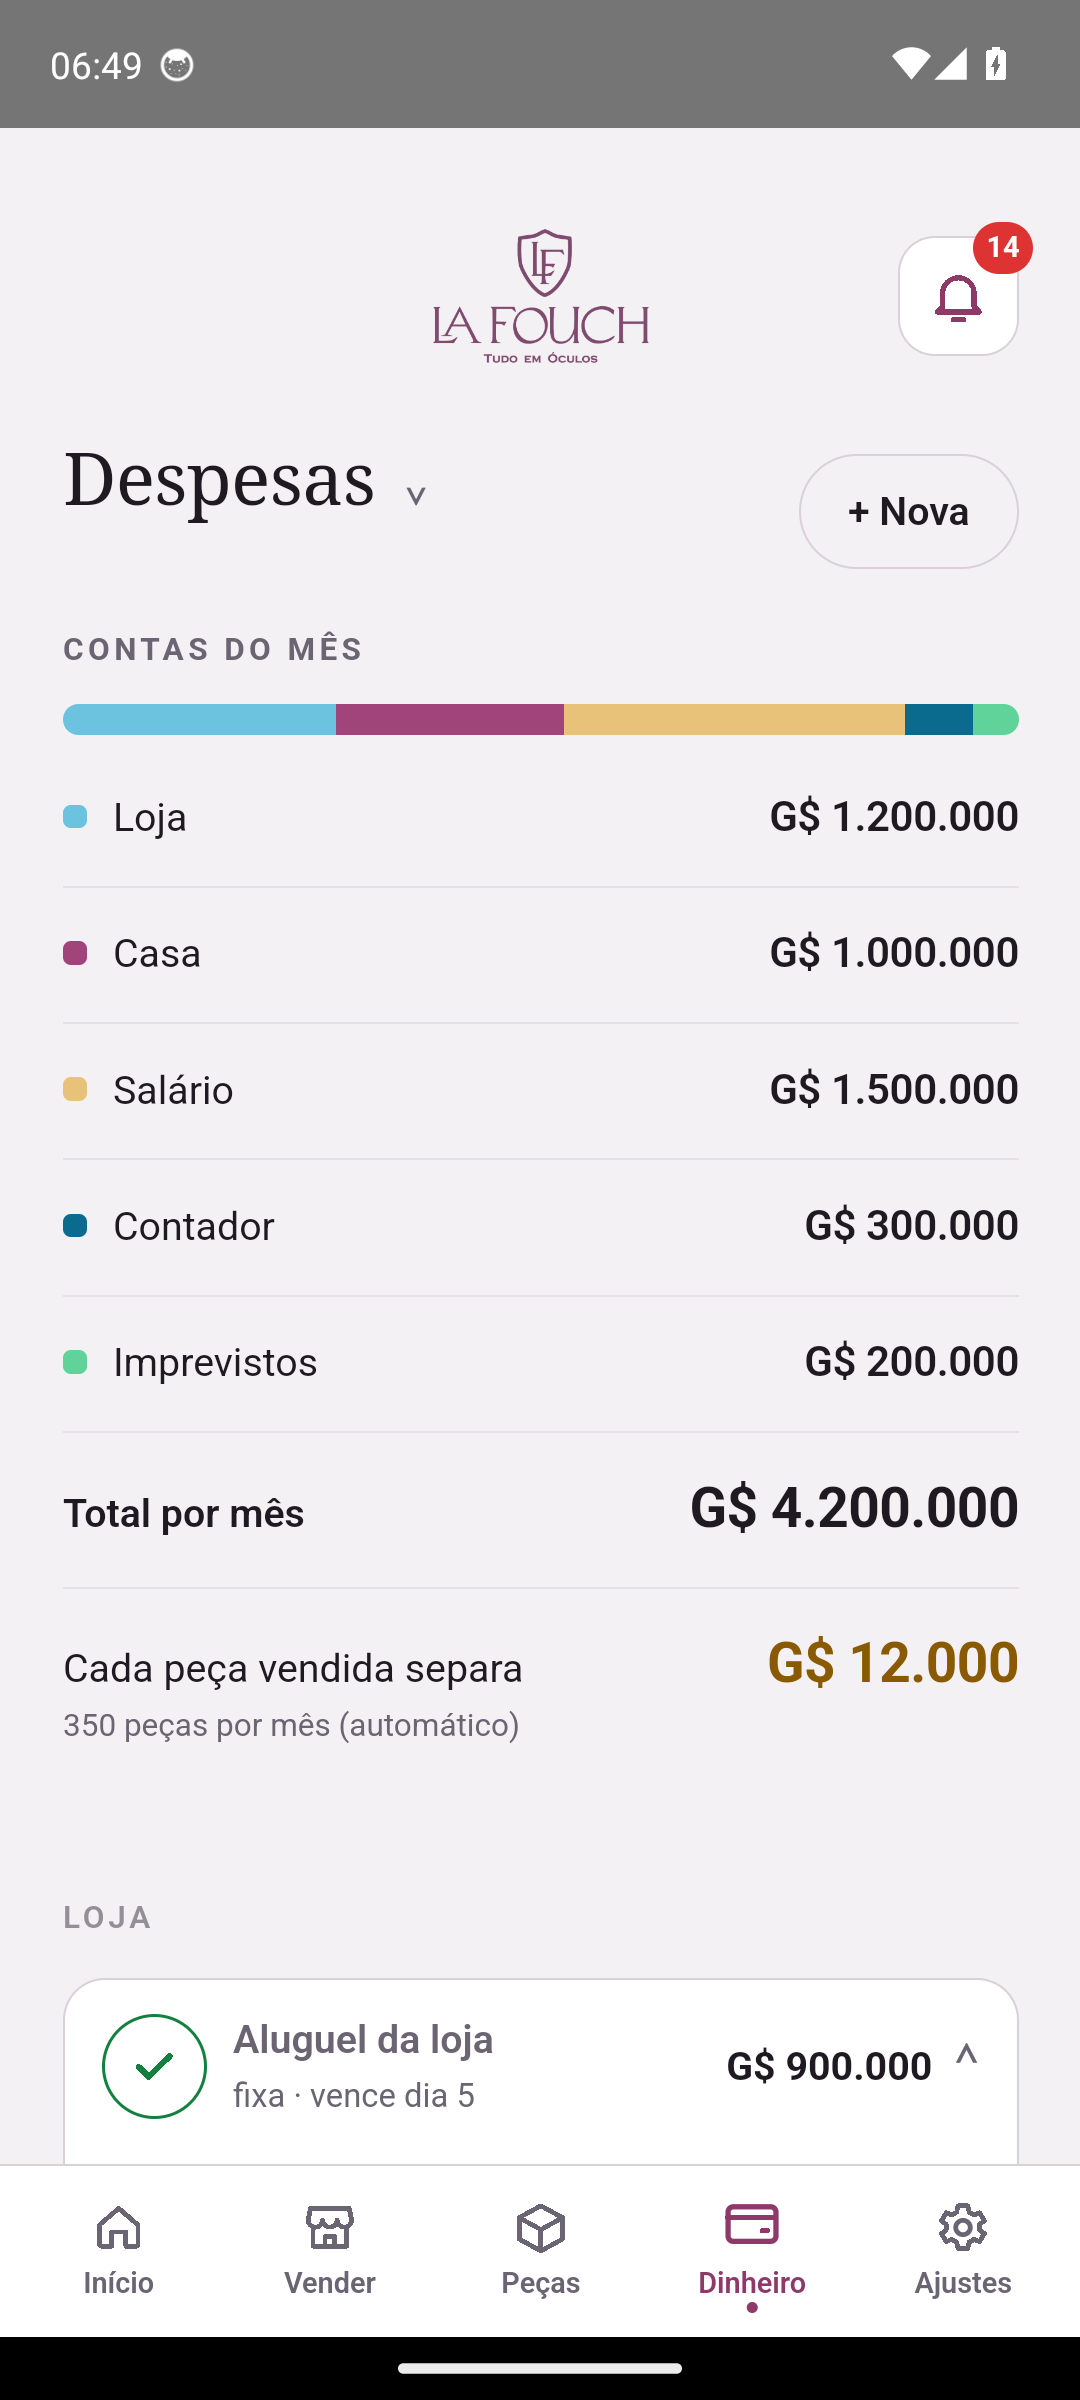 06:49
LF
LA FOUCH
TUDO EM ÓCULOS
14
Despesas
+ Nova
CONTAS DO MÊS
Loja G$ 1.200.000
Casa G$ 1.000.000
Salário G$ 1.500.000
Contador G$ 300.000
Imprevistos G$ 200.000
Total por mês G$ 4.200.000
Cada peça vendida separa G$ 12.000
350 peças por mês (automático)
LOJA
Aluguel da loja G$ 900.000
fixa · vence dia 5
Início Vender Peças Dinheiro Ajustes